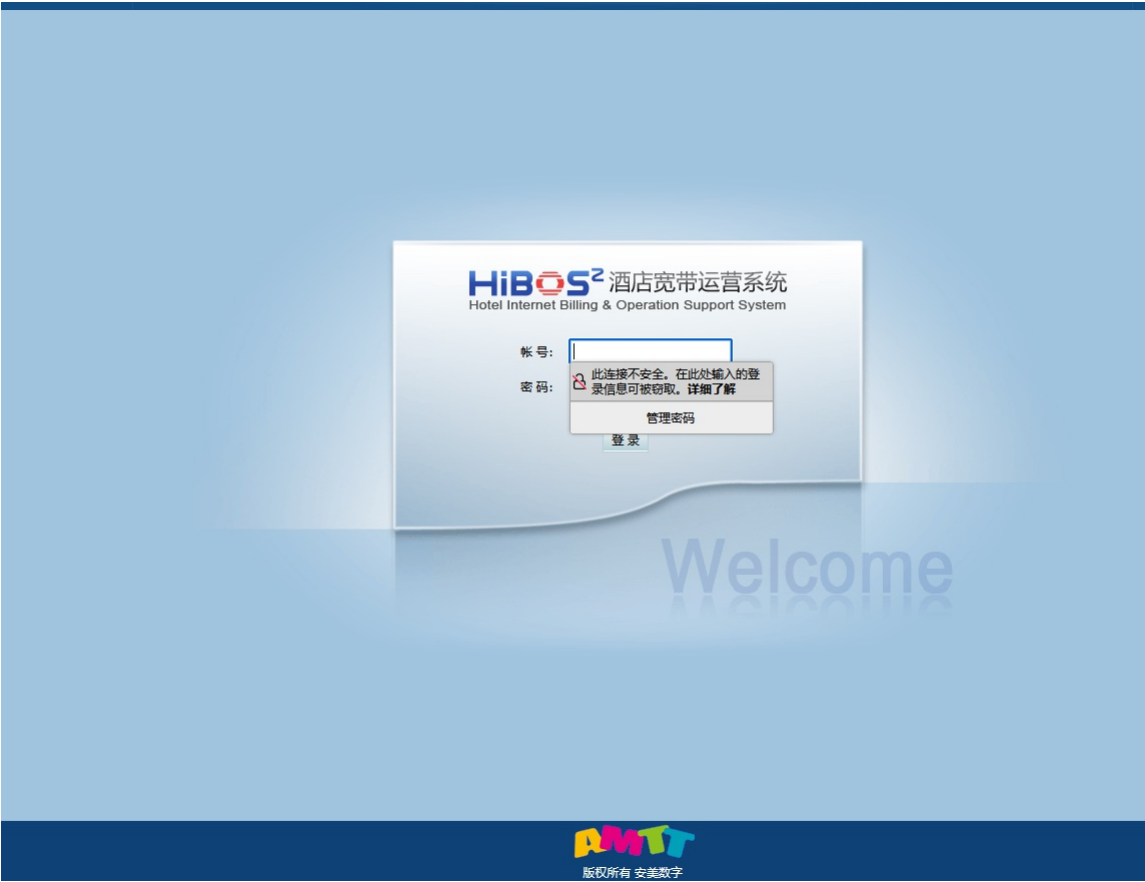 HiBOS2 酒店宽带运营系统
Hotel Internet Billing & Operation Support System
帐 号:
此连接不安全。在此处输入的登
密 码:
录信息可被窃取。详细了解
管理密码
登 录
Welcome
AMTT
版权所有 安美数字